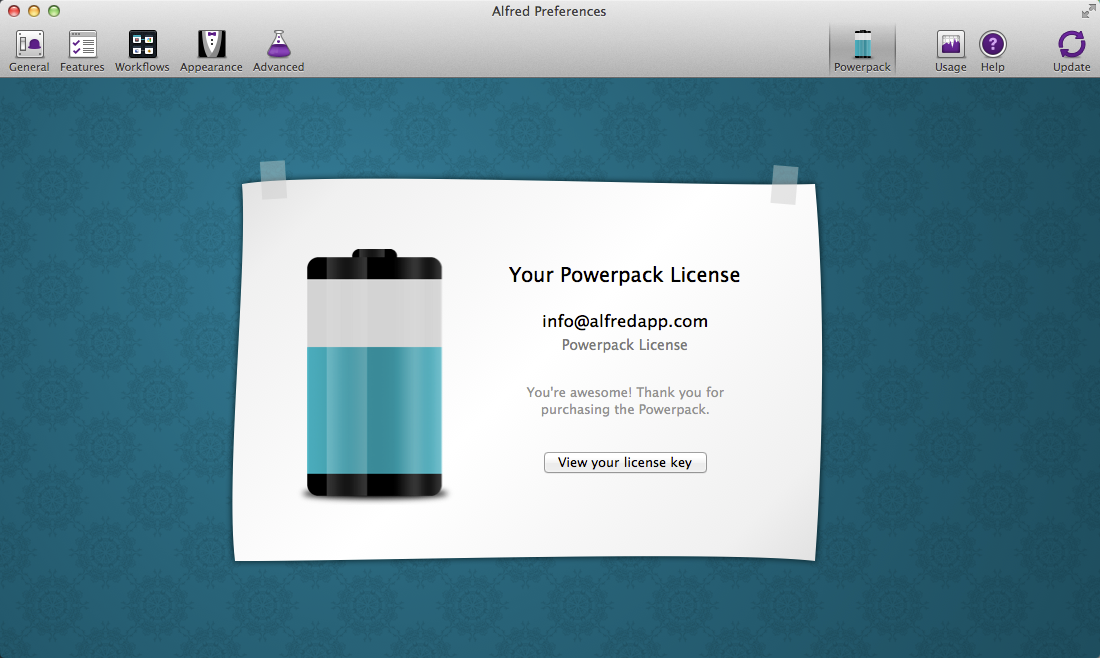 Alfred Preferences
General Features Workflows Appearance Advanced Powerpack Usage Help Update
Your Powerpack License
info@alfredapp.com
Powerpack License
You're awesome! Thank you for
purchasing the Powerpack.
View your license key